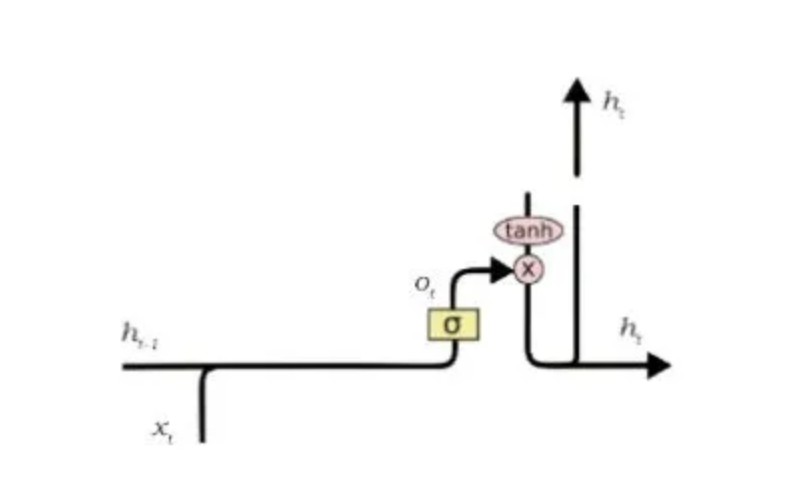 hₜ
tanh
x
oₜ
σ
hₜ₋₁
hₜ
xₜ